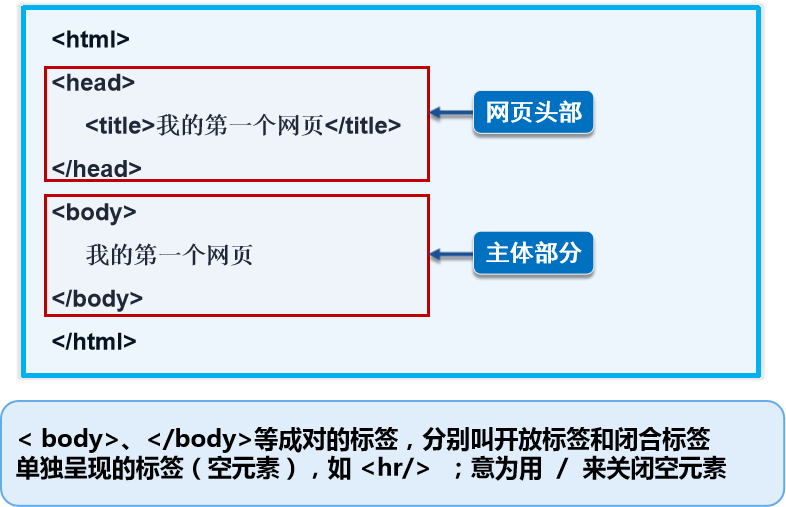 <html>
<head>
网页头部
<title>我的第一个网页</title>
</head>
<body>
我的第一个网页
主体部分
</body>
</html>
< body>、</body>等成对的标签，分别叫开放标签和闭合标签
单独呈现的标签（空元素），如 <hr/> ；意为用 / 来关闭空元素